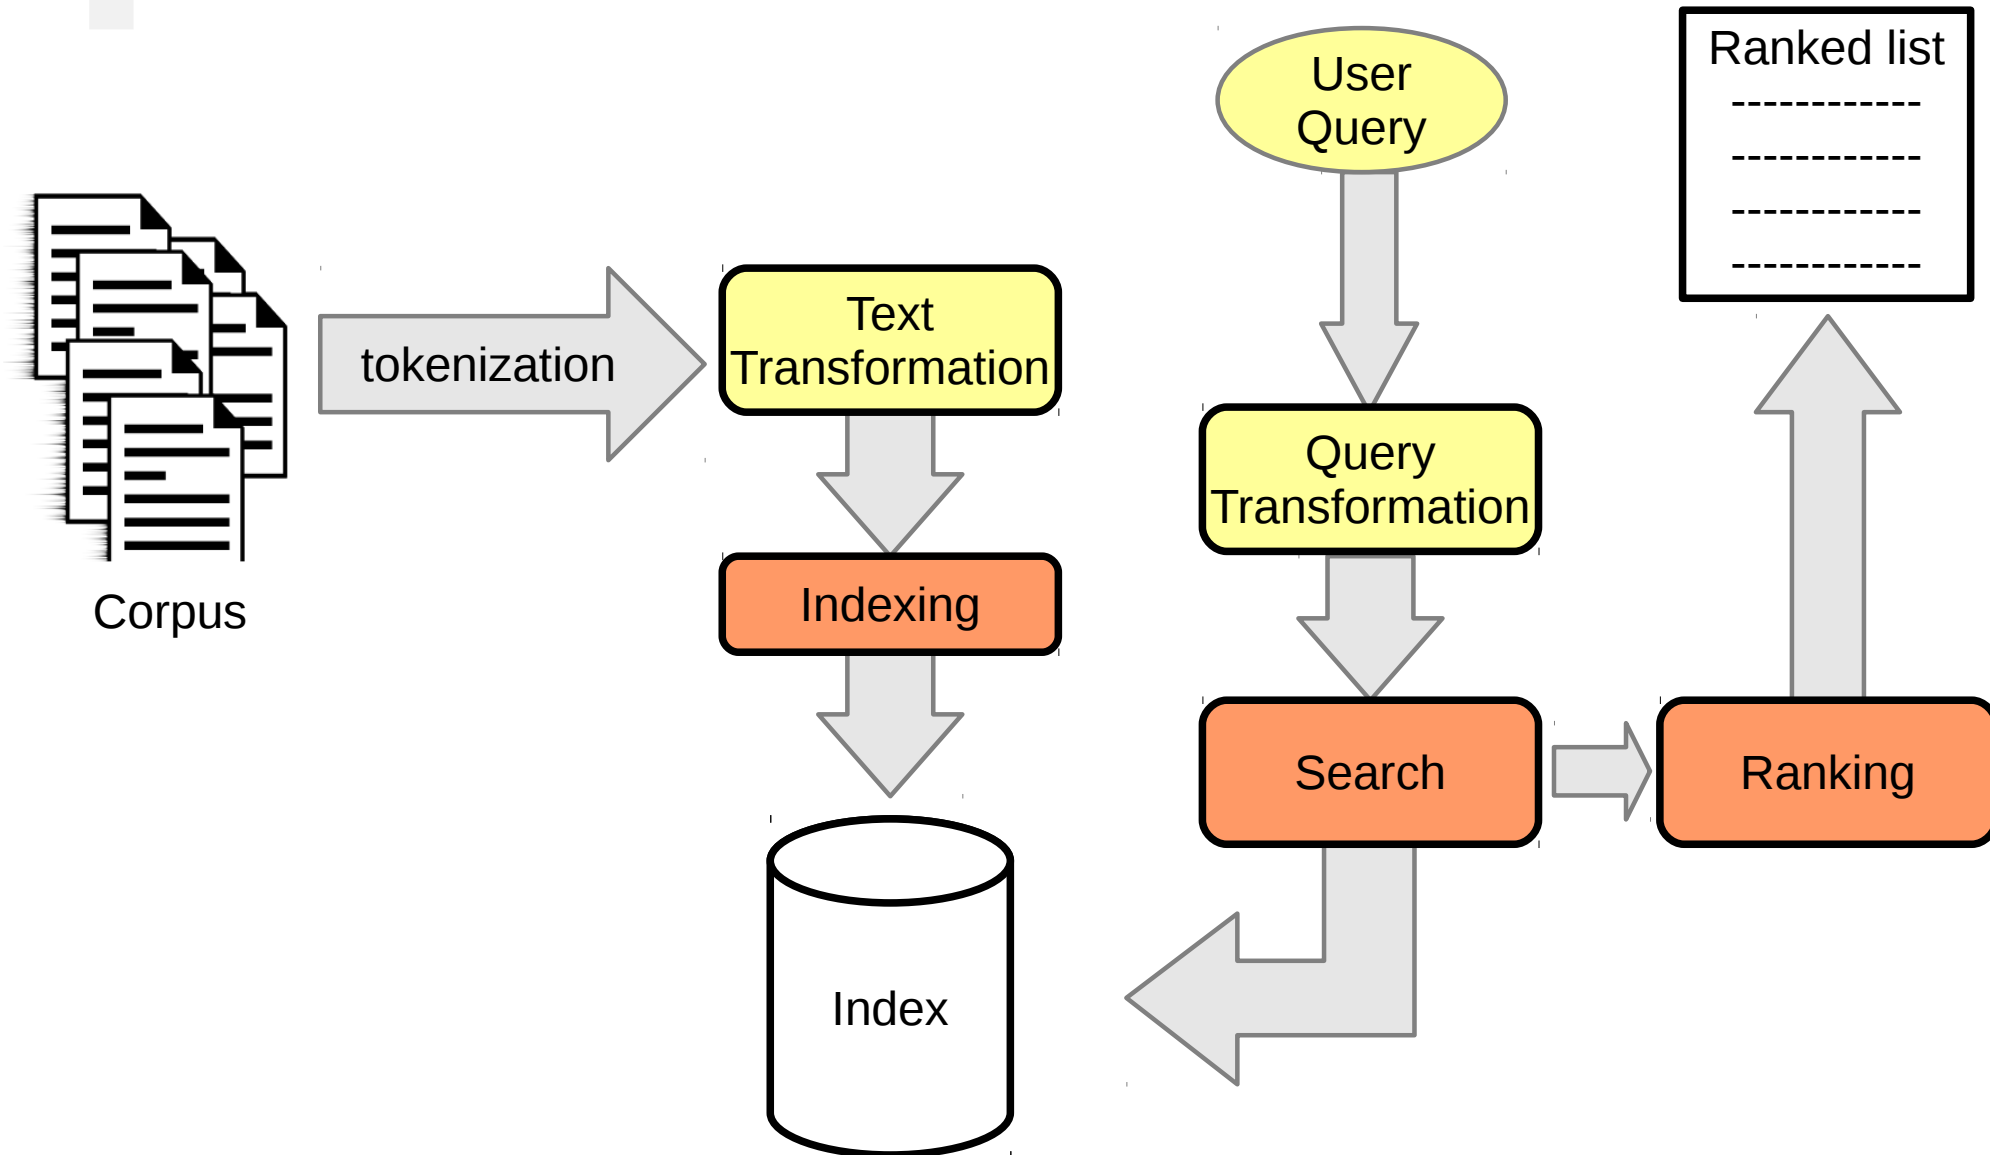 User
Query
Ranked list
------------
------------
------------
------------
tokenization
Text
Transformation
Query
Transformation
Corpus
Indexing
Search
Ranking
Index